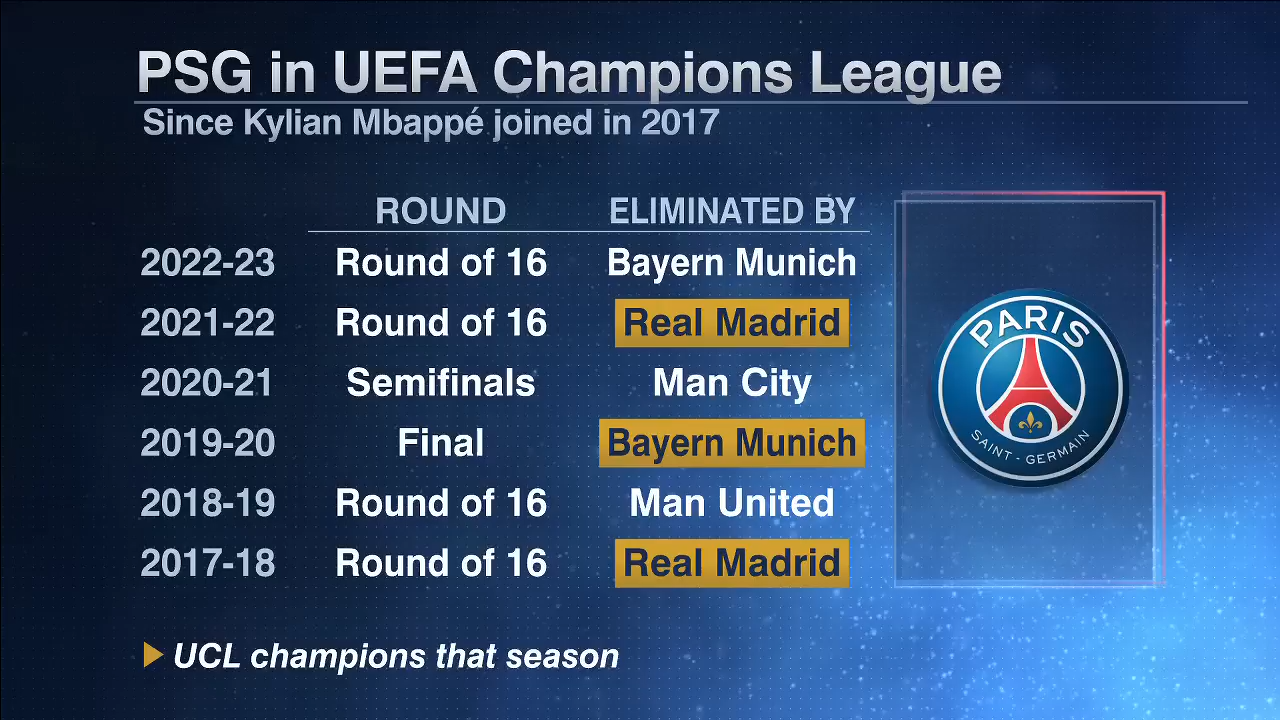 PSG in UEFA Champions League
Since Kylian Mbappé joined in 2017
ROUND ELIMINATED BY
2022-23 Round of 16 Bayern Munich
2021-22 Round of 16 Real Madrid
2020-21 Semifinals Man City
2019-20 Final Bayern Munich
2018-19 Round of 16 Man United
2017-18 Round of 16 Real Madrid
UCL champions that season
PARIS
SAINT-GERMAIN